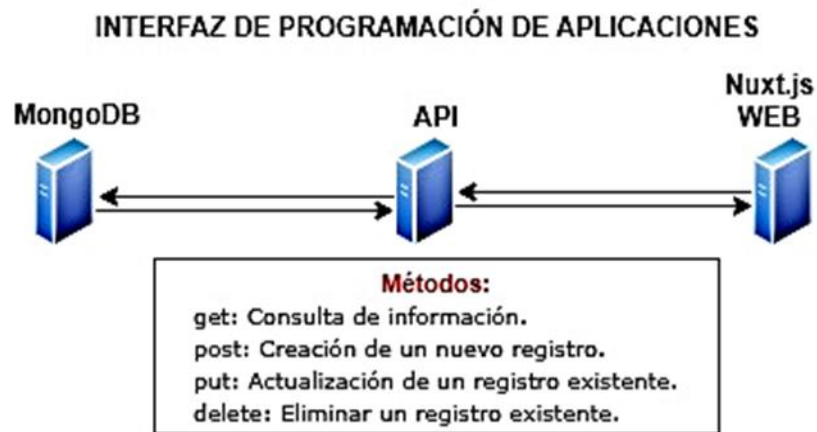 INTERFAZ DE PROGRAMACIÓN DE APLICACIONES
MongoDB
API
Nuxt.js
WEB
Métodos:
get: Consulta de información.
post: Creación de un nuevo registro.
put: Actualización de un registro existente.
delete: Eliminar un registro existente.